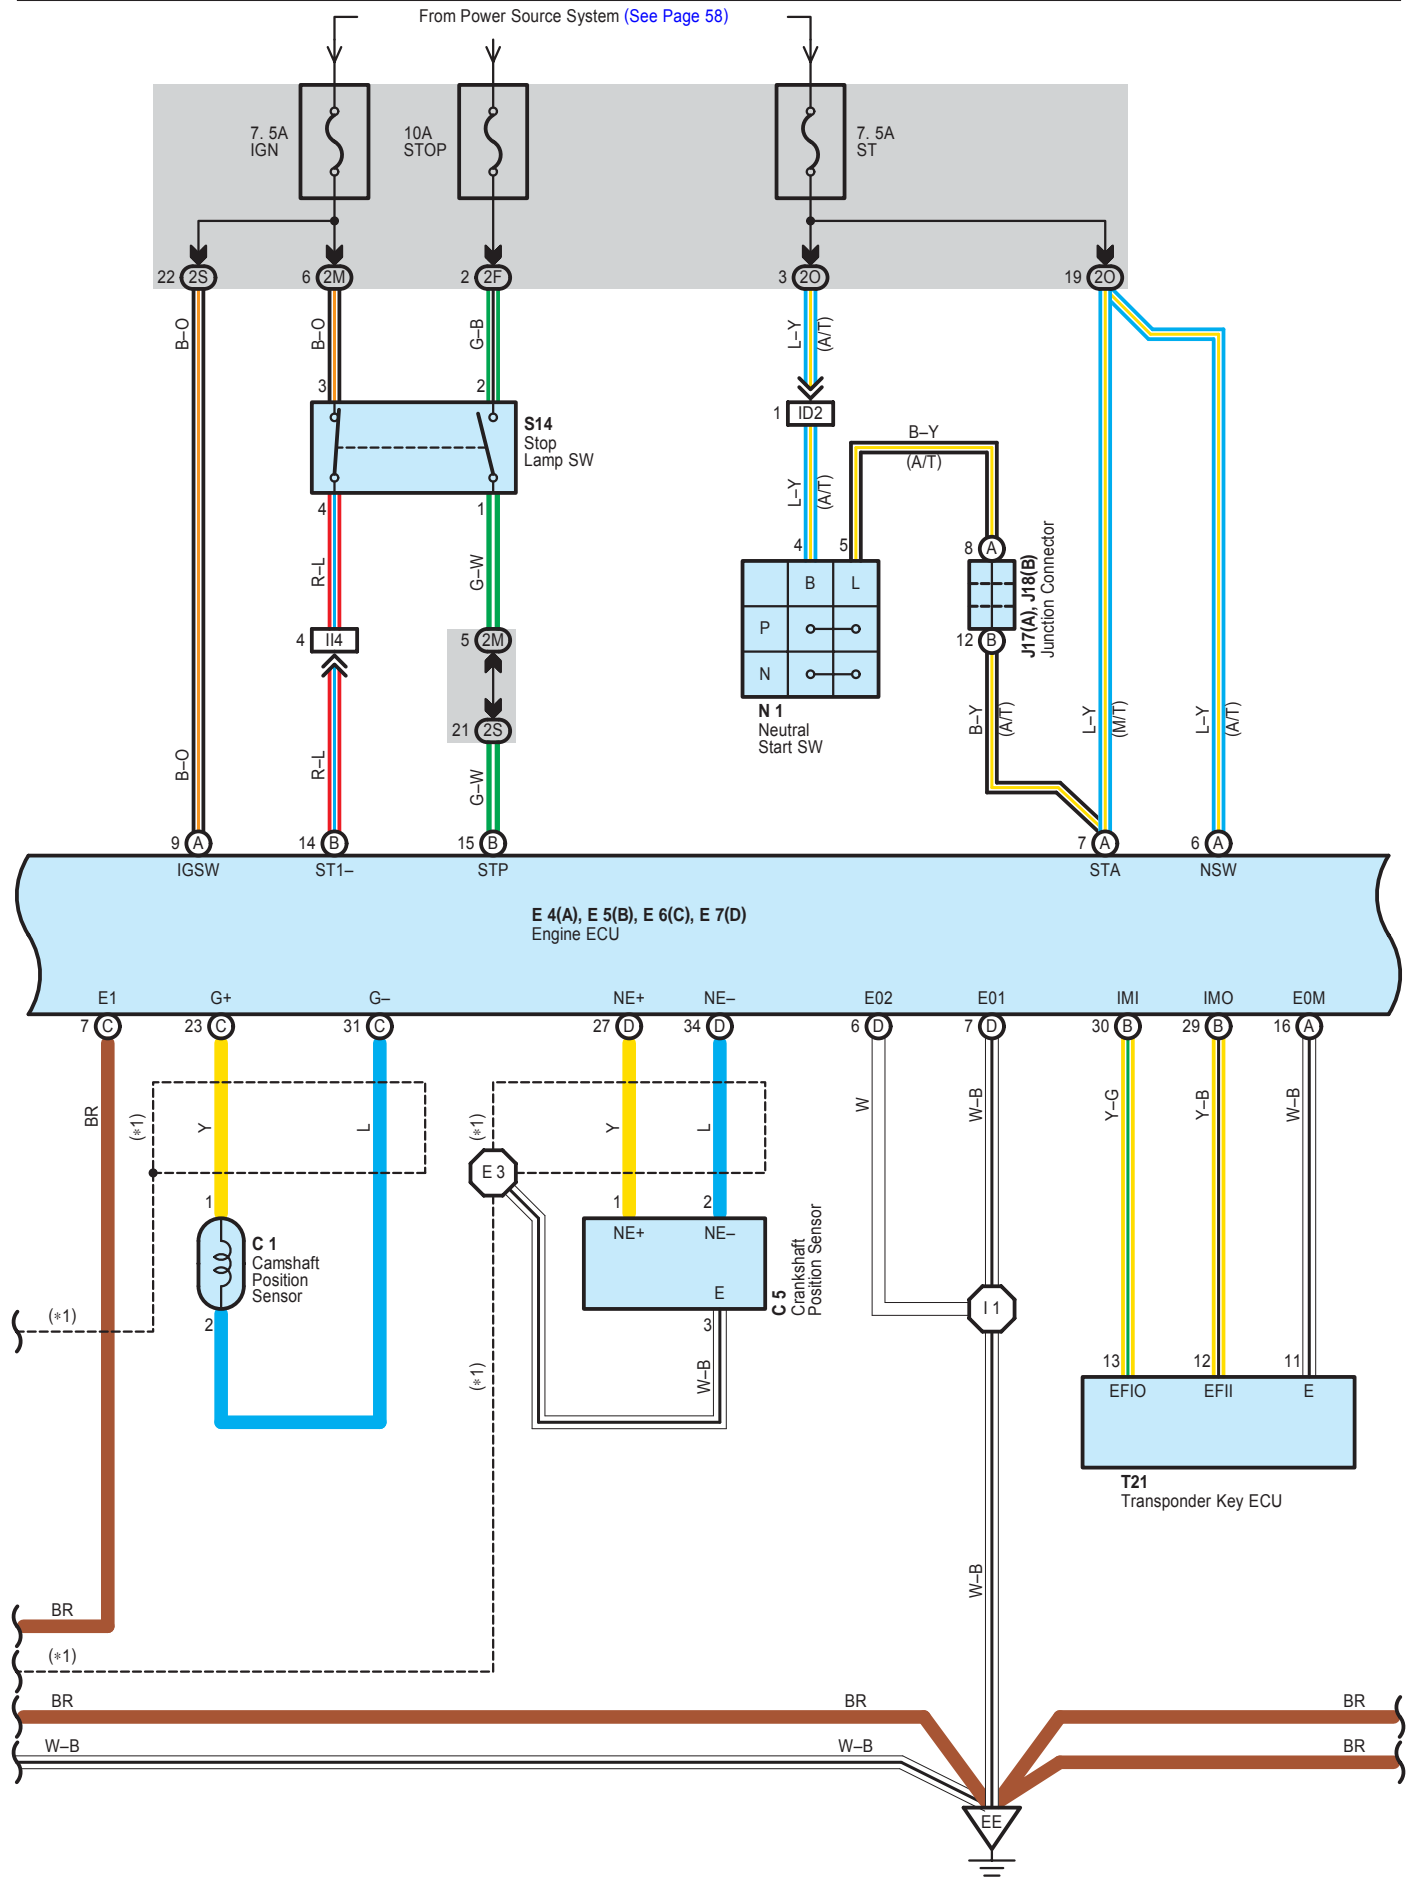 From Power Source System (See Page 58)
7. 5A
IGN
10A
STOP
7. 5A
ST
22 2S
6 2M
2 2F
3 2O
19 2O
B–O
B–O
G–B
L–Y
(A/T)
3
2
1 ID2
S14
Stop
Lamp SW
B–Y
(A/T)
4
1
L–Y
(A/T)
R–L
G–W
4
5
8 A
B L
P
N
J17(A), J18(B)
Junction Connector
4 II4
5 2M
12 B
N 1
Neutral
Start SW
21 2S
B–O
R–L
G–W
B–Y
(A/T)
L–Y
(M/T)
L–Y
(A/T)
9 A
14 B
15 B
7 A
6 A
IGSW
ST1–
STP
STA
NSW
E 4(A), E 5(B), E 6(C), E 7(D)
Engine ECU
E1
G+
G–
NE+
NE–
E02
E01
IMI
IMO
E0M
7 C
23 C
31 C
27 D
34 D
6 D
7 D
30 B
29 B
16 A
BR
(*1)
Y
L
(*1)
Y
L
W
W–B
Y–G
Y–B
W–B
E 3
1
1
2
C 1
Camshaft
Position
Sensor
NE+
NE–
E
C 5
Crankshaft
Position Sensor
(*1)
2
3
I 1
(*1)
W–B
13
12
11
EFIO
EFII
E
T21
Transponder Key ECU
W–B
BR
(*1)
BR
BR
BR
W–B
W–B
BR
EE